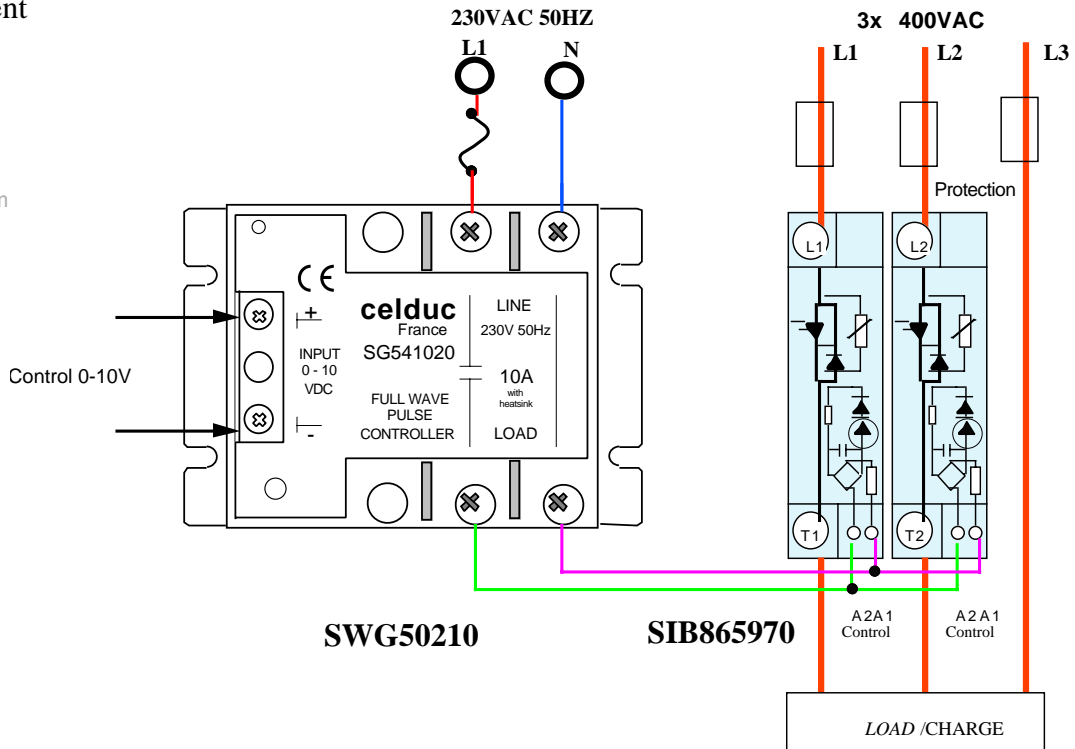 ent
230VAC 50HZ
L1 N
3x 400VAC
L1 L2 L3
n
Protection
L1 L2
CE
celduc
France
SG541020
LINE
230V 50Hz
10A
with
heatsink
LOAD
+
INPUT
0 - 10
VDC
-
FULL WAVE
PULSE
CONTROLLER
Control 0-10V
T1 T2
A2A1
Control
A2A1
Control
SWG50210
SIB865970
LOAD /CHARGE